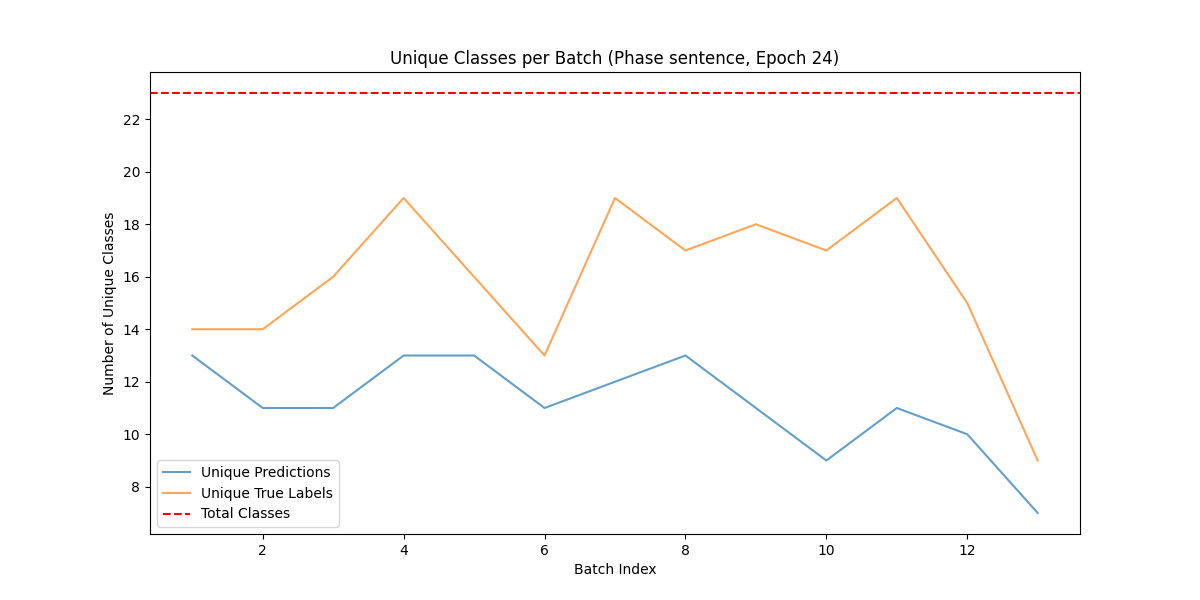 Unique Classes per Batch (Phase sentence, Epoch 24)
Number of Unique Classes
22
20
18
16
14
12
10
8
Unique Predictions
Unique True Labels
Total Classes
2 4 6 8 10 12
Batch Index